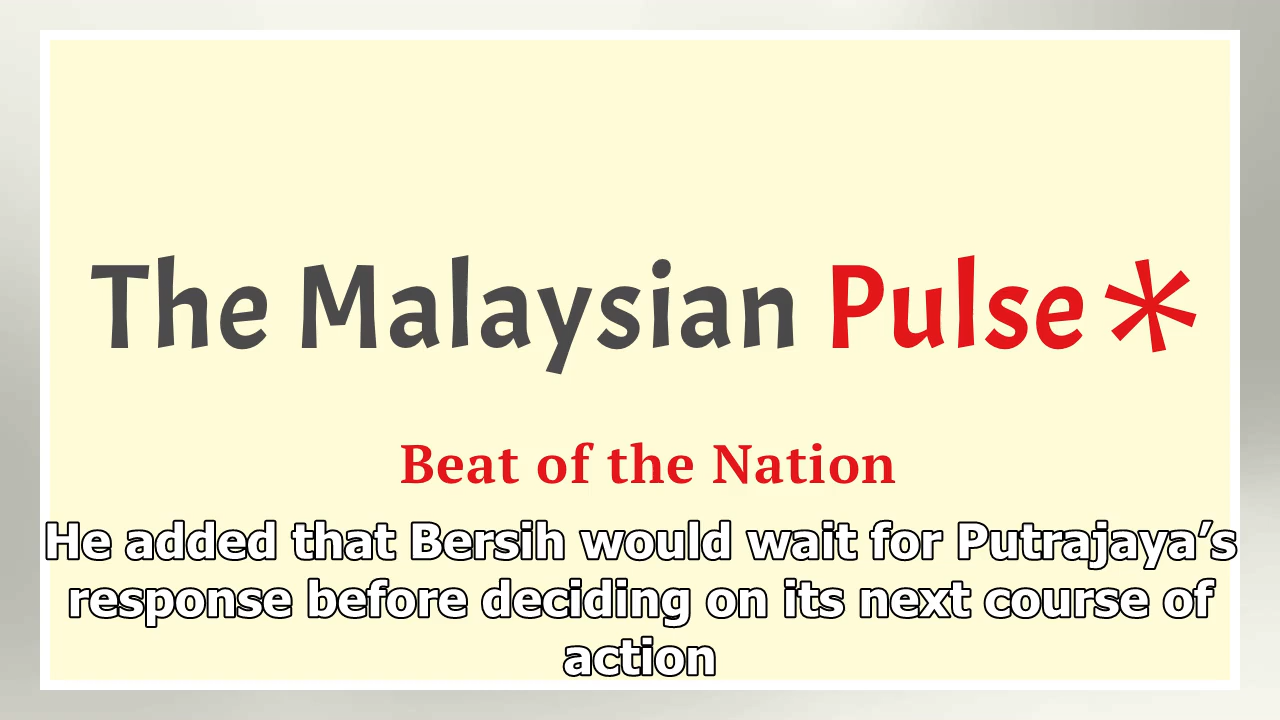 The Malaysian Pulse*
Beat of the Nation
He added that Bersih would wait for Putrajaya’s
response before deciding on its next course of
action